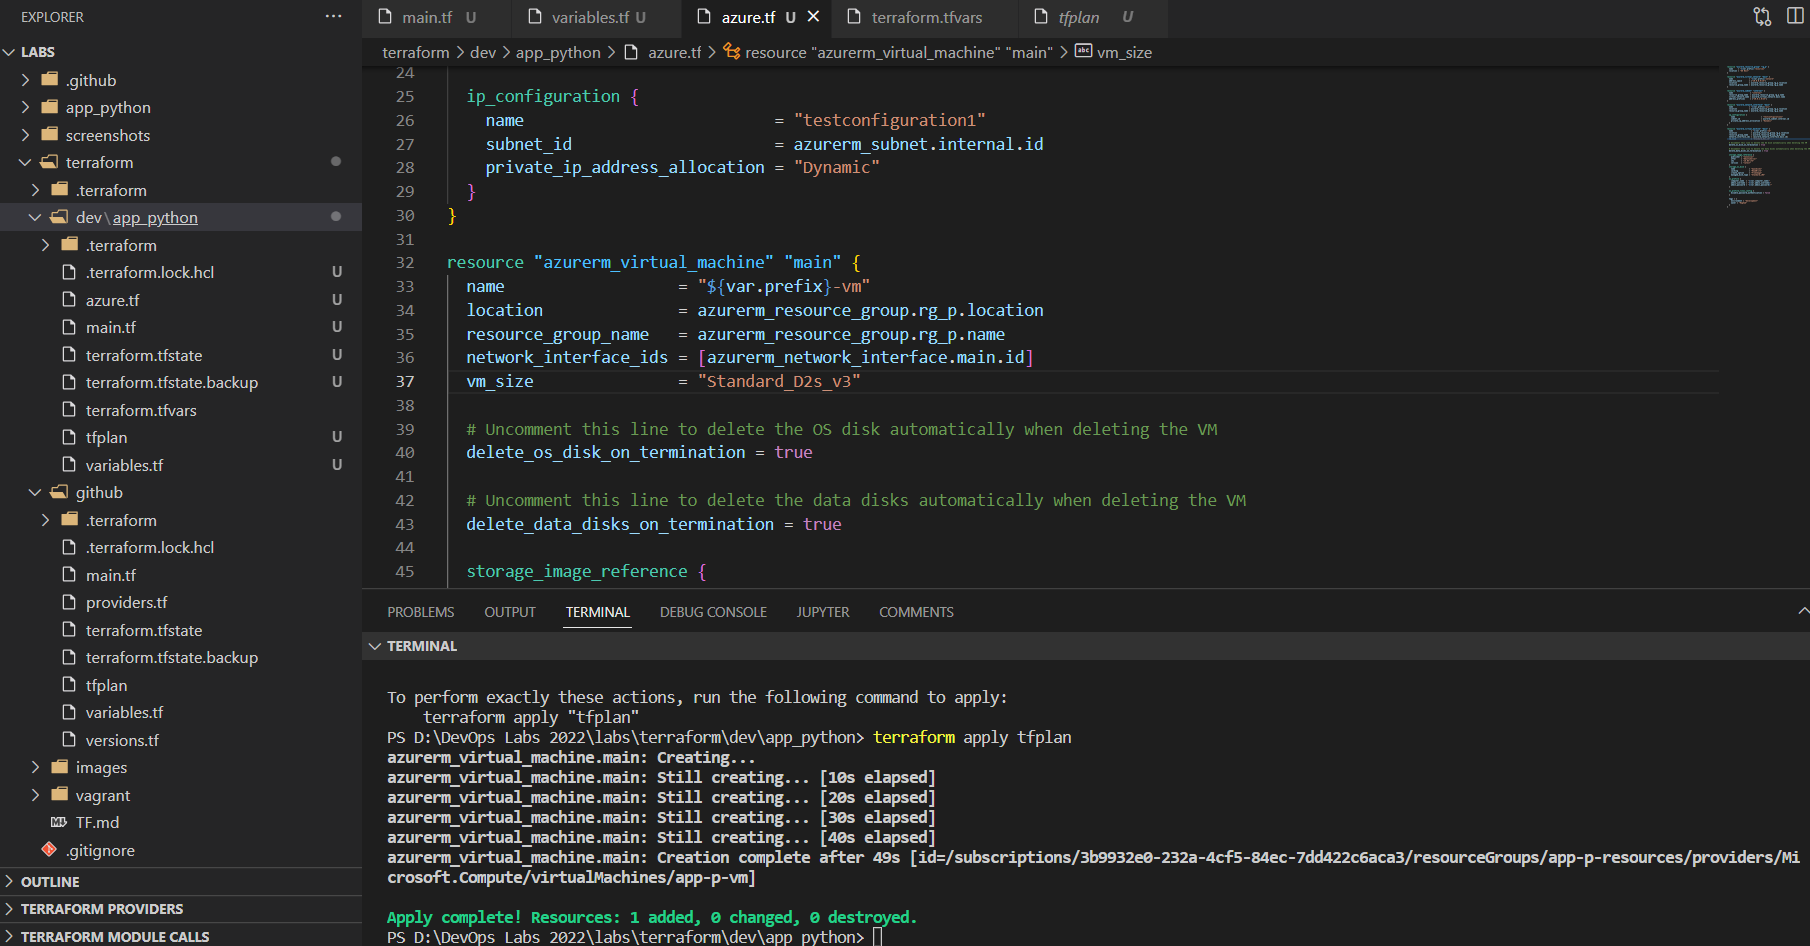 EXPLORER
LABS
.github
app_python
screenshots
terraform
.terraform
dev\app_python
.terraform
.terraform.lock.hcl U
azure.tf U
main.tf U
terraform.tfstate U
terraform.tfstate.backup U
terraform.tfvars
tfplan U
variables.tf U
github
.terraform
.terraform.lock.hcl
main.tf
providers.tf
terraform.tfstate
terraform.tfstate.backup
tfplan
variables.tf
versions.tf
images
vagrant
TF.md
.gitignore
OUTLINE
TERRAFORM PROVIDERS
TERRAFORM MODULE CALLS
main.tf U variables.tf U azure.tf U terraform.tfvars tfplan U
terraform > dev > app_python > azure.tf > resource "azurerm_virtual_machine" "main" > abc vm_size
24
25 ip_configuration {
26 name = "testconfiguration1"
27 subnet_id = azurerm_subnet.internal.id
28 private_ip_address_allocation = "Dynamic"
29 }
30 }
31
32 resource "azurerm_virtual_machine" "main" {
33 name = "${var.prefix}-vm"
34 location = azurerm_resource_group.rg_p.location
35 resource_group_name = azurerm_resource_group.rg_p.name
36 network_interface_ids = [azurerm_network_interface.main.id]
37 vm_size = "Standard_D2s_v3"
38
39 # Uncomment this line to delete the OS disk automatically when deleting the VM
40 delete_os_disk_on_termination = true
41
42 # Uncomment this line to delete the data disks automatically when deleting the VM
43 delete_data_disks_on_termination = true
44
45 storage_image_reference {
PROBLEMS OUTPUT TERMINAL DEBUG CONSOLE JUPYTER COMMENTS
TERMINAL
To perform exactly these actions, run the following command to apply:
terraform apply "tfplan"
PS D:\DevOps Labs 2022\labs\terraform\dev\app_python> terraform apply tfplan
azurerm_virtual_machine.main: Creating...
azurerm_virtual_machine.main: Still creating... [10s elapsed]
azurerm_virtual_machine.main: Still creating... [20s elapsed]
azurerm_virtual_machine.main: Still creating... [30s elapsed]
azurerm_virtual_machine.main: Still creating... [40s elapsed]
azurerm_virtual_machine.main: Creation complete after 49s [id=/subscriptions/3b9932e0-232a-4cf5-84ec-7dd422c6aca3/resourceGroups/app-p-resources/providers/Mi
crosoft.Compute/virtualMachines/app-p-vm]
Apply complete! Resources: 1 added, 0 changed, 0 destroyed.
PS D:\DevOps Labs 2022\labs\terraform\dev\app_python>